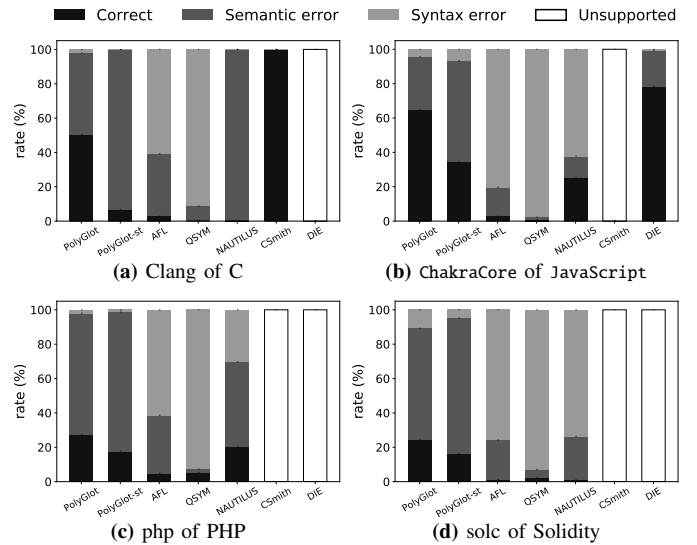 Correct Semantic error Syntax error Unsupported
100
80
60
40
20
0
rate (%)
PolyGlot PolyGlot-st AFL QSYM NAUTILUS CSmith DIE
(a) Clang of C
100
80
60
40
20
0
rate (%)
PolyGlot PolyGlot-st AFL QSYM NAUTILUS CSmith DIE
(b) ChakraCore of JavaScript
100
80
60
40
20
0
rate (%)
PolyGlot PolyGlot-st AFL QSYM NAUTILUS CSmith DIE
(c) php of PHP
100
80
60
40
20
0
rate (%)
PolyGlot PolyGlot-st AFL QSYM NAUTILUS CSmith DIE
(d) solc of Solidity